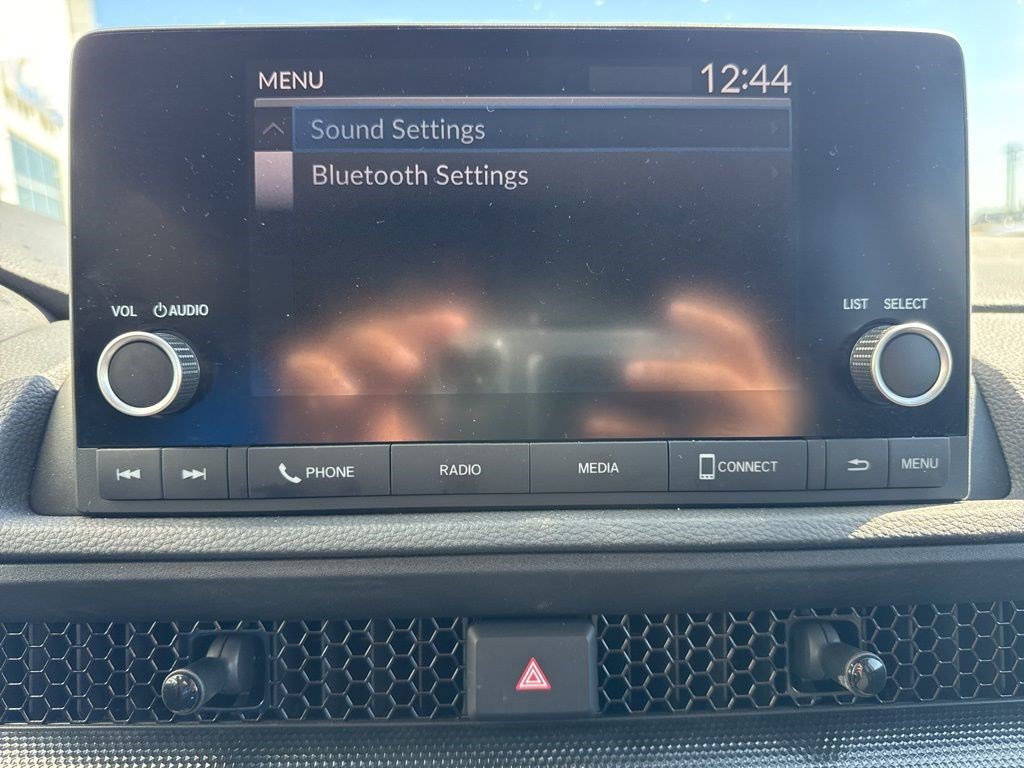 MENU 12:44
Sound Settings
Bluetooth Settings
VOL AUDIO
LIST SELECT
PHONE RADIO MEDIA CONNECT MENU